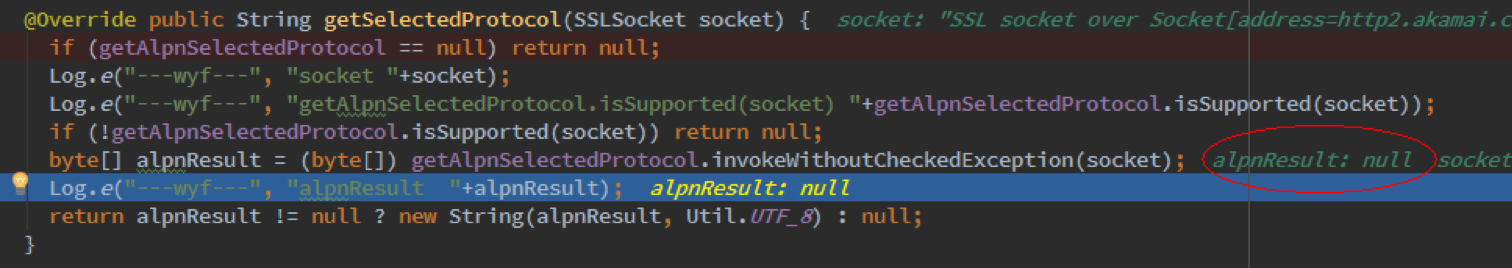 @Override public String getSelectedProtocol(SSLSocket socket) { socket: "SSL socket over Socket[address=http2.akamai.c
if (getAlpnSelectedProtocol == null) return null;
Log.e("---wyf---", "socket "+socket);
Log.e("---wyf---", "getAlpnSelectedProtocol.isSupported(socket) "+getAlpnSelectedProtocol.isSupported(socket));
if (!getAlpnSelectedProtocol.isSupported(socket)) return null;
byte[] alpnResult = (byte[]) getAlpnSelectedProtocol.invokeWithoutCheckedException(socket); alpnResult: null socket
Log.e("---wyf---", "alpnResult  "+alpnResult); alpnResult: null
return alpnResult != null ? new String(alpnResult, Util.UTF_8) : null;
}